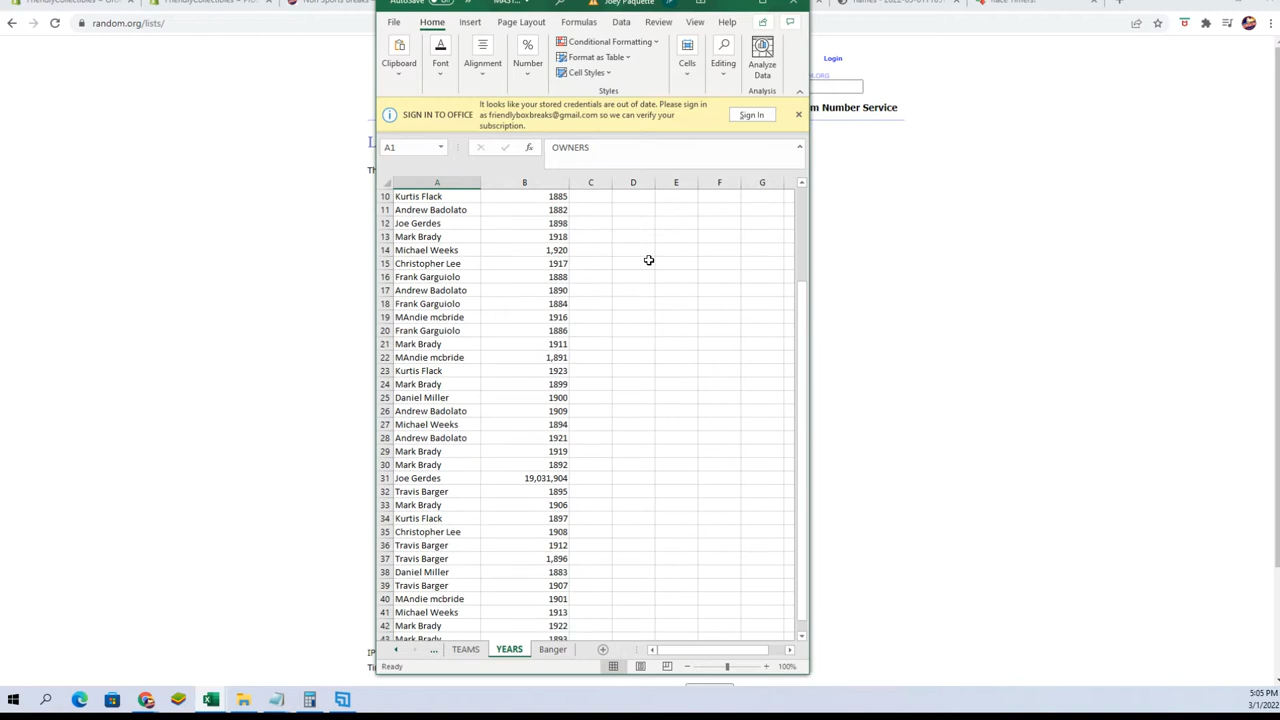 random.org/lists/
File Home Insert Page Layout Formulas Data Review View Help
Clipboard Font Alignment Number
Conditional Formatting
Format as Table
Cell Styles
Styles
Cells Editing
Analyze Data
Analysis
Login
m Number Service
SIGN IN TO OFFICE
It looks like your stored credentials are out of date. Please sign in as friendlyboxbreaks@gmail.com so we can verify your subscription.
Sign In
A1 fx OWNERS
A B C D E F G
10 Kurtis Flack 1885
11 Andrew Badolato 1882
12 Joe Gerdes 1898
13 Mark Brady 1918
14 Michael Weeks 1,920
15 Christopher Lee 1917
16 Frank Garguiolo 1888
17 Andrew Badolato 1890
18 Frank Garguiolo 1884
19 MAndie mcbride 1916
20 Frank Garguiolo 1886
21 Mark Brady 1911
22 MAndie mcbride 1,891
23 Kurtis Flack 1923
24 Mark Brady 1899
25 Daniel Miller 1900
26 Andrew Badolato 1909
27 Michael Weeks 1894
28 Andrew Badolato 1921
29 Mark Brady 1919
30 Mark Brady 1892
31 Joe Gerdes 19,031,904
32 Travis Barger 1895
33 Mark Brady 1906
34 Kurtis Flack 1897
35 Christopher Lee 1908
36 Travis Barger 1912
37 Travis Barger 1,896
38 Daniel Miller 1883
39 Travis Barger 1907
40 MAndie mcbride 1901
41 Michael Weeks 1913
42 Mark Brady 1922
43 Mark Brady 1893
... TEAMS YEARS Banger
Ready 100%
5:05 PM
3/1/2022